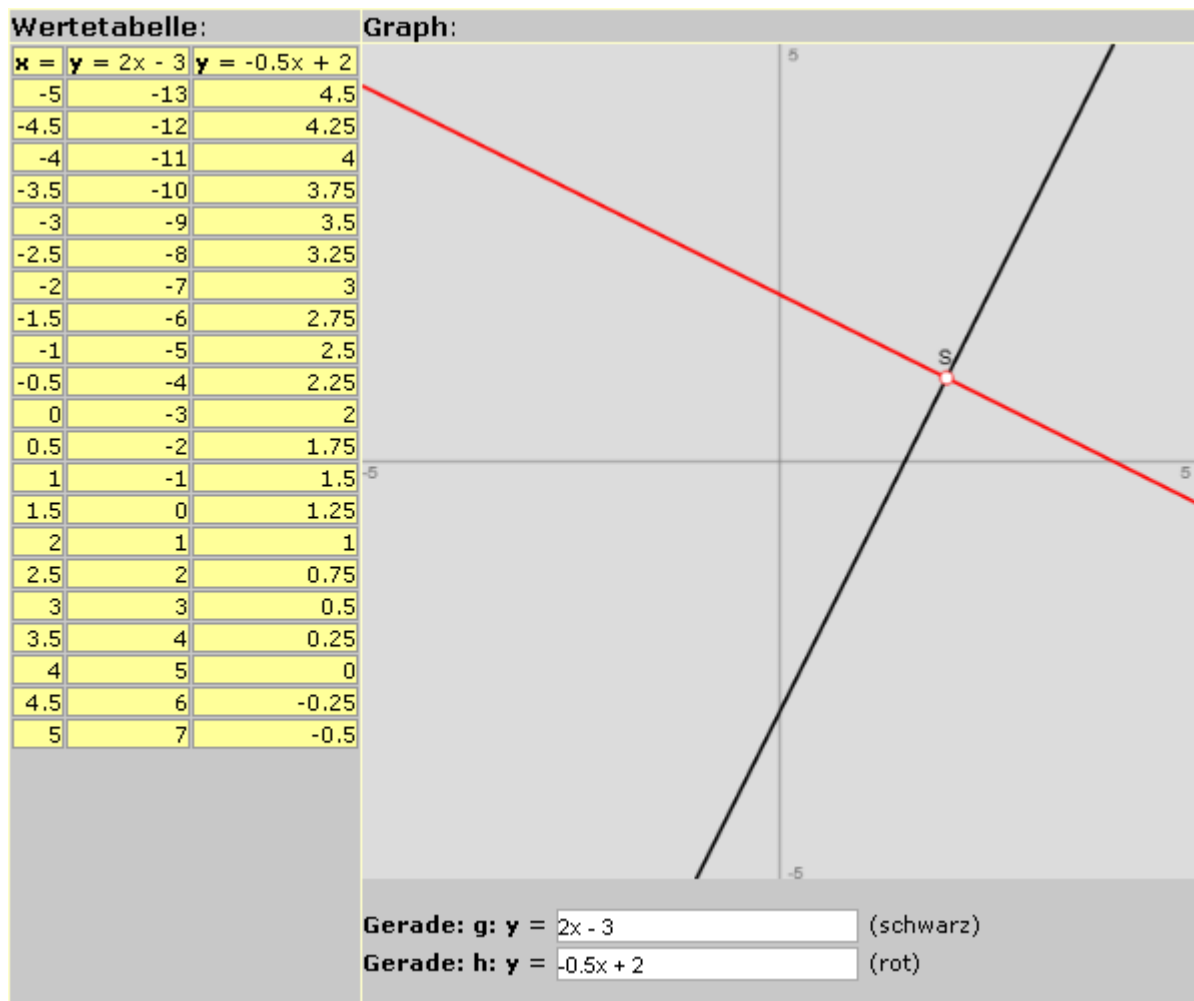 Wertetabelle:
x = y = 2x - 3 y = -0.5x + 2
-5 -13 4.5
-4.5 -12 4.25
-4 -11 4
-3.5 -10 3.75
-3 -9 3.5
-2.5 -8 3.25
-2 -7 3
-1.5 -6 2.75
-1 -5 2.5
-0.5 -4 2.25
0 -3 2
0.5 -2 1.75
1 -1 1.5
1.5 0 1.25
2 1 1
2.5 2 0.75
3 3 0.5
3.5 4 0.25
4 5 0
4.5 6 -0.25
5 7 -0.5
Graph:
5
S
-5 5
-5
Gerade: g: y = 2x - 3 (schwarz)
Gerade: h: y = -0.5x + 2 (rot)